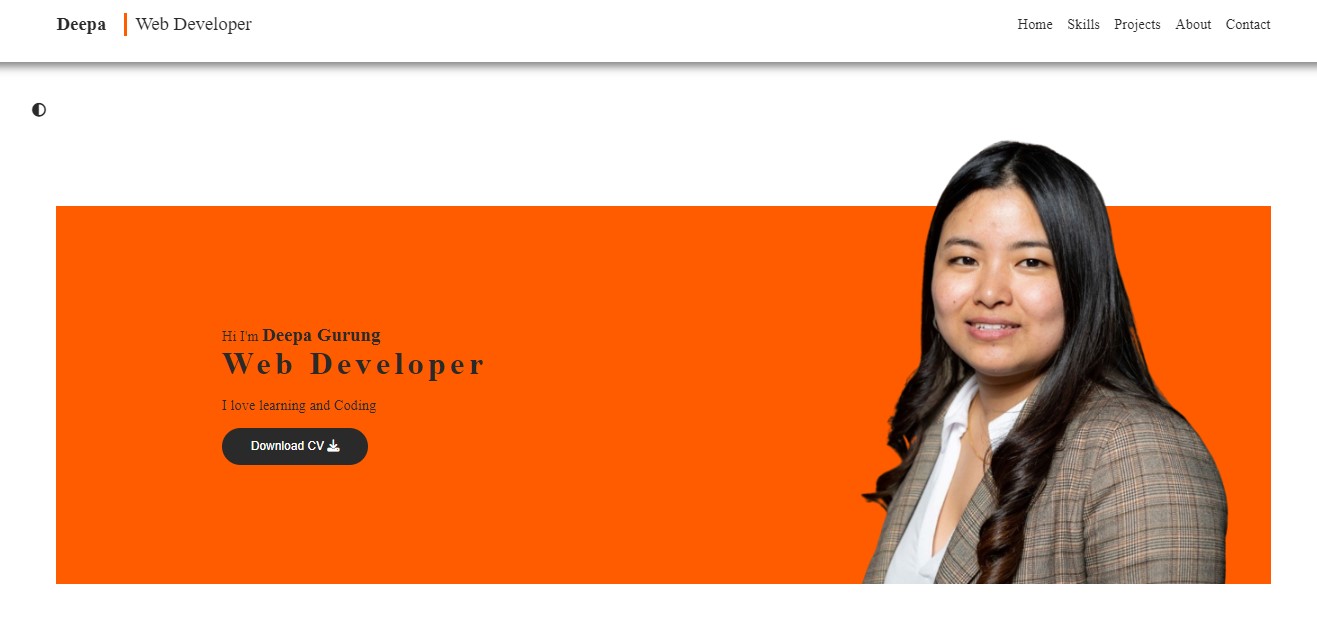 Deepa Web Developer
Home Skills Projects About Contact
Hi I'm Deepa Gurung
Web Developer
I love learning and Coding
Download CV